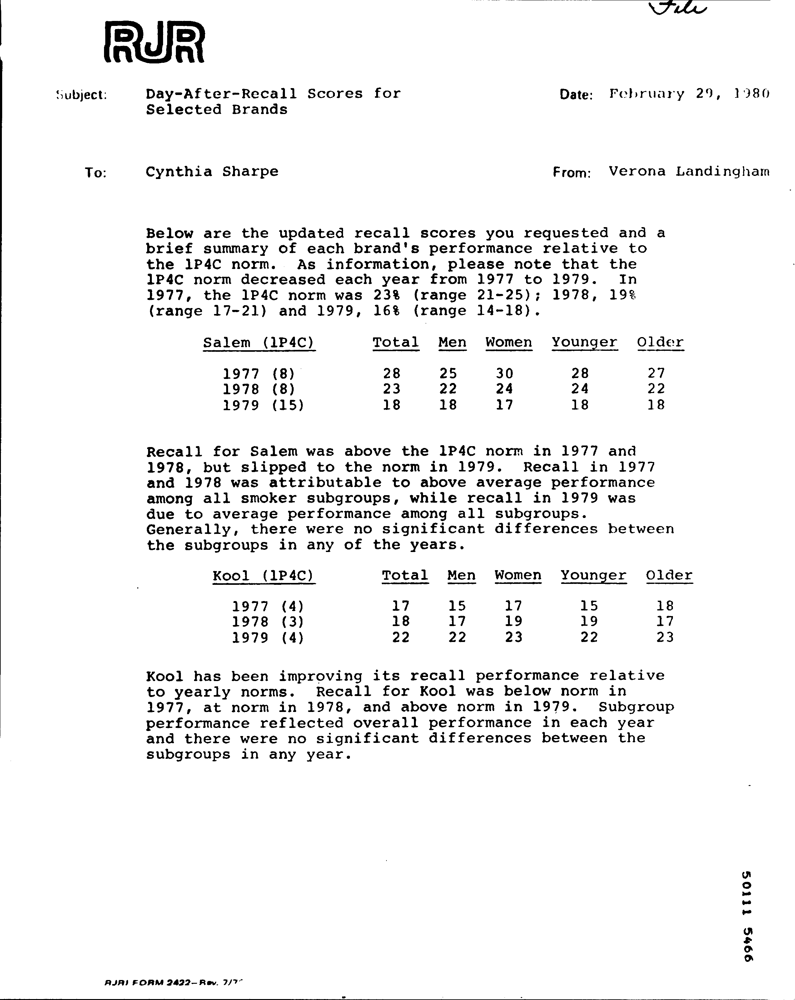 File
RJR
Subject: Day-After-Recall Scores for Selected Brands
Date: February 29, 1980
To: Cynthia Sharpe
From: Verona Landingham
Below are the updated recall scores you requested and a
brief summary of each brand's performance relative to
the 1P4C norm. As information, please note that the
1P4C norm decreased each year from 1977 to 1979. In
1977, the 1P4C norm was 23% (range 21-25); 1978, 19%
(range 17-21) and 1979, 16% (range 14-18).
Salem (1P4C) Total Men Women Younger Older
1977 (8) 28 25 30 28 27
1978 (8) 23 22 24 24 22
1979 (15) 18 18 17 18 18
Recall for Salem was above the 1P4C norm in 1977 and
1978, but slipped to the norm in 1979. Recall in 1977
and 1978 was attributable to above average performance
among all smoker subgroups, while recall in 1979 was
due to average performance among all subgroups.
Generally, there were no significant differences between
the subgroups in any of the years.
Kool (1P4C) Total Men Women Younger Older
1977 (4) 17 15 17 15 18
1978 (3) 18 17 19 19 17
1979 (4) 22 22 23 22 23
Kool has been improving its recall performance relative
to yearly norms. Recall for Kool was below norm in
1977, at norm in 1978, and above norm in 1979. Subgroup
performance reflected overall performance in each year
and there were no significant differences between the
subgroups in any year.
50111 5466
RJRI FORM 2422—Rev. 7/7